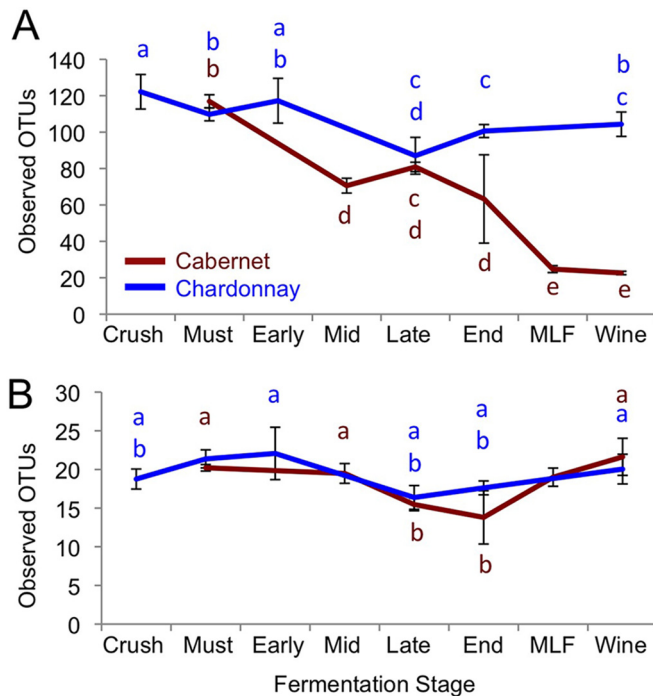 A
a
b
b
a
b
c
d
c
b
c
140
120
100
80
60
40
20
0
Observed OTUs
d
c
d
d
e
e
Cabernet
Chardonnay
Crush Must Early Mid Late End MLF Wine
B
30
25
20
15
10
5
0
Observed OTUs
a
b
a
a
a
a
b
a
b
a
a
b
b
Crush Must Early Mid Late End MLF Wine
Fermentation Stage